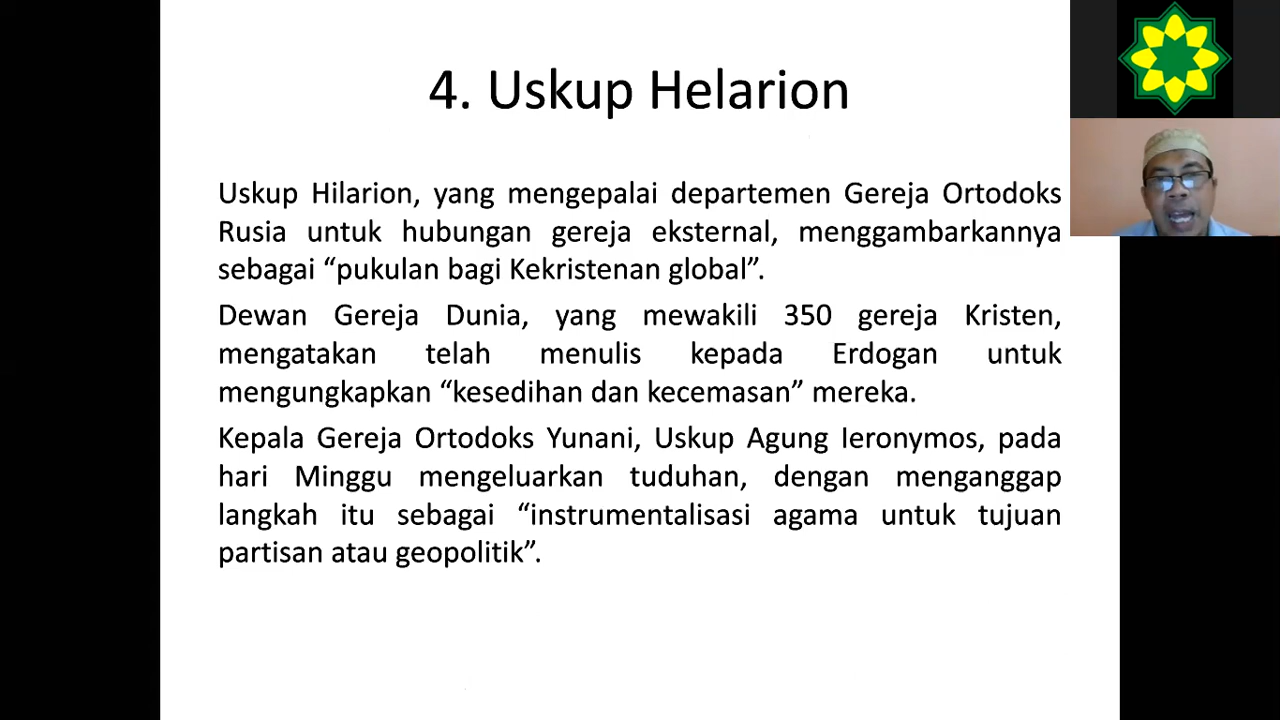 4. Uskup Helarion
Uskup Hilarion, yang mengepalai departemen Gereja Ortodoks
Rusia untuk hubungan gereja eksternal, menggambarkannya
sebagai “pukulan bagi Kekristenan global”.
Dewan Gereja Dunia, yang mewakili 350 gereja Kristen,
mengatakan telah menulis kepada Erdogan untuk
mengungkapkan “kesedihan dan kecemasan” mereka.
Kepala Gereja Ortodoks Yunani, Uskup Agung Ieronymos, pada
hari Minggu mengeluarkan tuduhan, dengan menganggap
langkah itu sebagai “instrumentalisasi agama untuk tujuan
partisan atau geopolitik”.